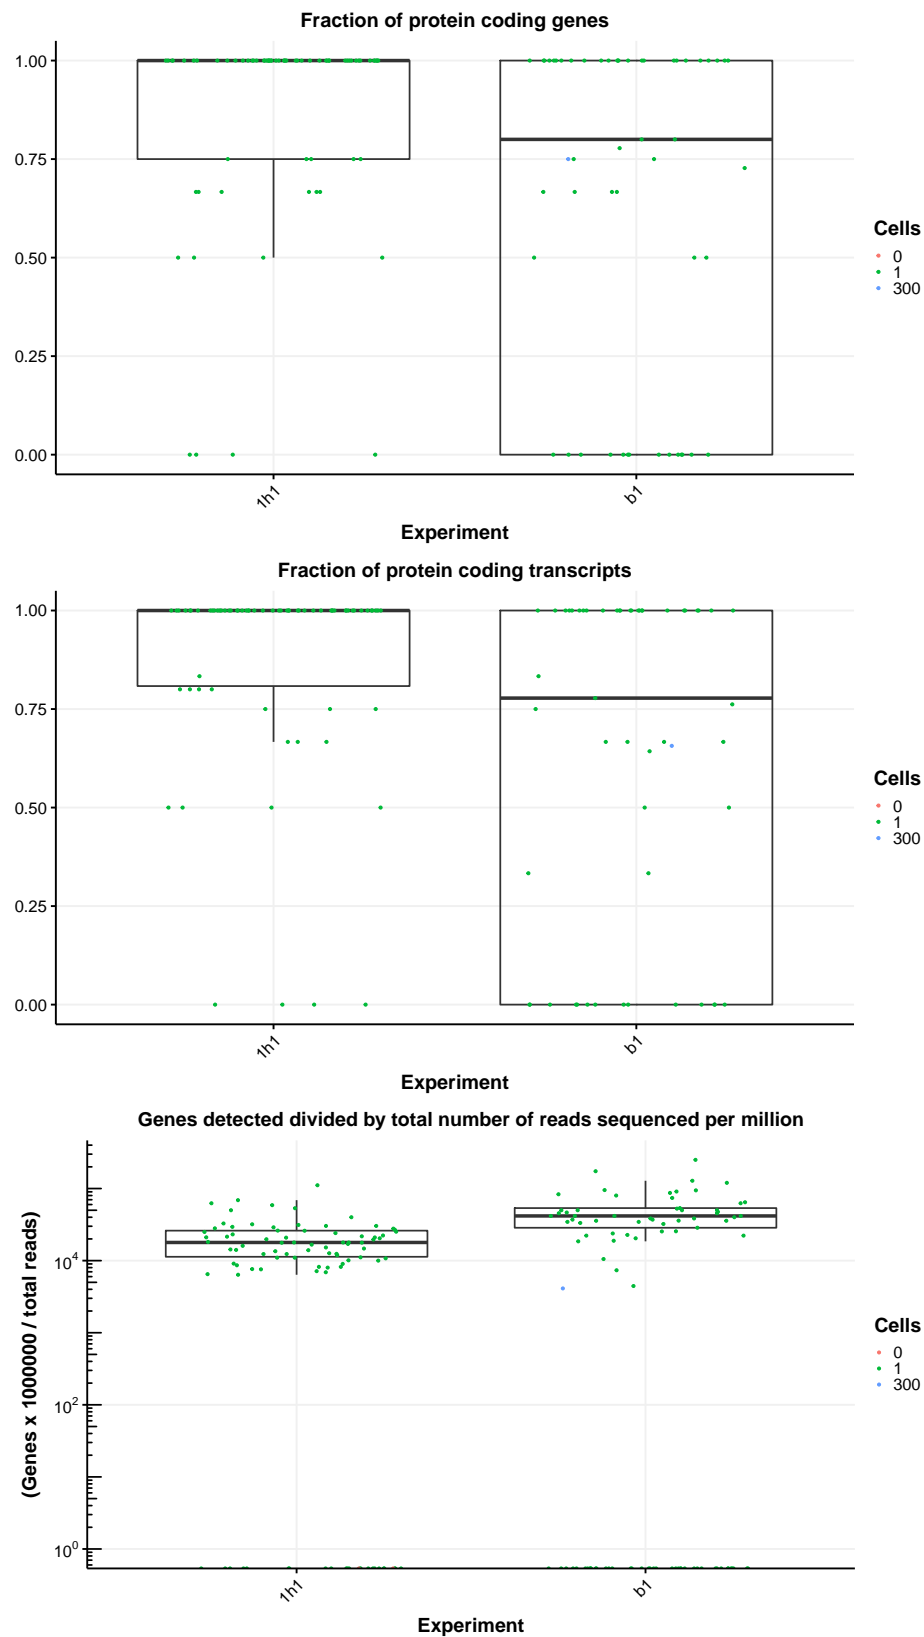 Fraction of protein coding genes
1.00
0.75
0.50
0.25
0.00
1h1
b1
Experiment
Cells
0
1
300
Fraction of protein coding transcripts
1.00
0.75
0.50
0.25
0.00
1h1
b1
Experiment
Cells
0
1
300
Genes detected divided by total number of reads sequenced per million
(Genes x 1000000 / total reads)
10⁴
10²
10⁰
1h1
b1
Experiment
Cells
0
1
300